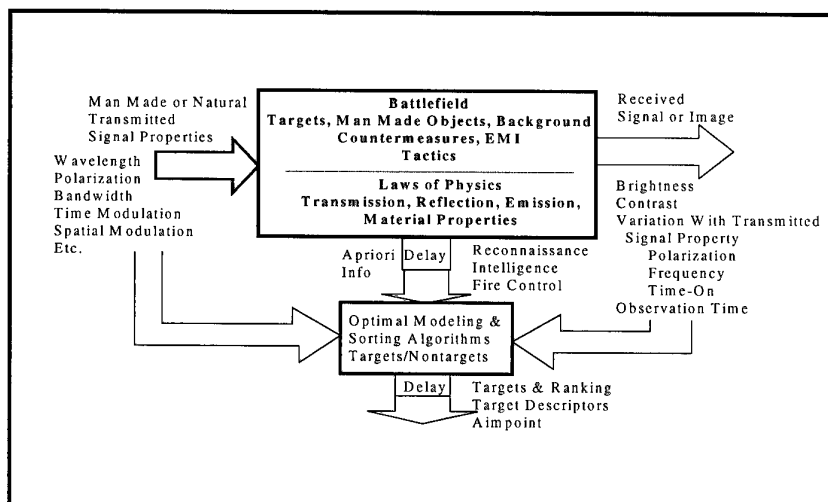 Man Made or Natural
Transmitted
Signal Properties
Wavelength
Polarization
Bandwidth
Time Modulation
Spatial Modulation
Etc.
Battlefield
Targets, Man Made Objects, Background
Countermeasures, EMI
Tactics
Laws of Physics
Transmission, Reflection, Emission,
Material Properties
Received
Signal or Image
Brightness
Contrast
Variation With Transmitted
Signal Property
Polarization
Frequency
Time-On
Observation Time
Apriori
Info
Delay
Reconnaissance
Intelligence
Fire Control
Optimal Modeling &
Sorting Algorithms
Targets/Nontargets
Delay
Targets & Ranking
Target Descriptors
Aimpoint